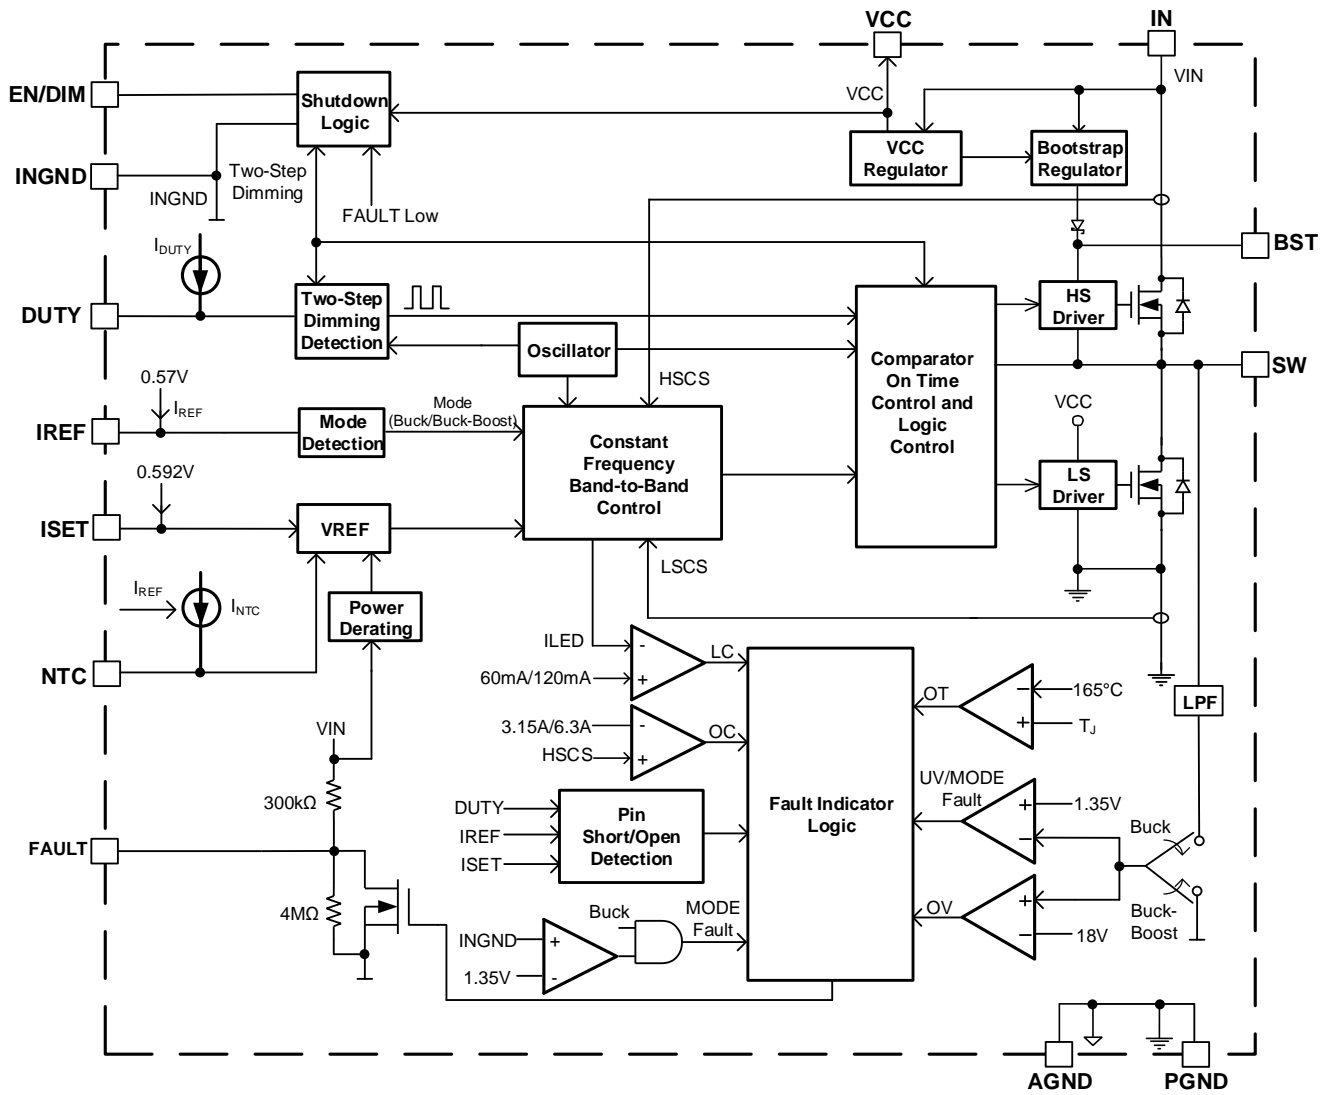 VCC
IN
EN/DIM
Shutdown
Logic
VCC
VIN
VCC
Regulator
Bootstrap
Regulator
INGND
INGND
Two-Step
Dimming
FAULT Low
I_DUTY
BST
DUTY
Two-Step
Dimming
Detection
Oscillator
HS
Driver
Comparator
On Time
Control and
Logic
Control
SW
0.57V
I_REF
HSCS
IREF
Mode
Detection
Mode
(Buck/Buck-Boost)
VCC
Constant
Frequency
Band-to-Band
Control
LS
Driver
0.592V
ISET
VREF
LSCS
I_REF
I_NTC
Power
Derating
NTC
ILED
-
LC
60mA/120mA
+
3.15A/6.3A
-
OC
HSCS
+
OT
−
165°C
+
T_J
LPF
VIN
300kΩ
FAULT
4MΩ
DUTY
IREF
ISET
Pin
Short/Open
Detection
Fault Indicator
Logic
UV/MODE
Fault
+
1.35V
−
Buck
OV
+
−
18V
Buck-
Boost
Buck
MODE
Fault
INGND
+
1.35V
-
AGND
PGND